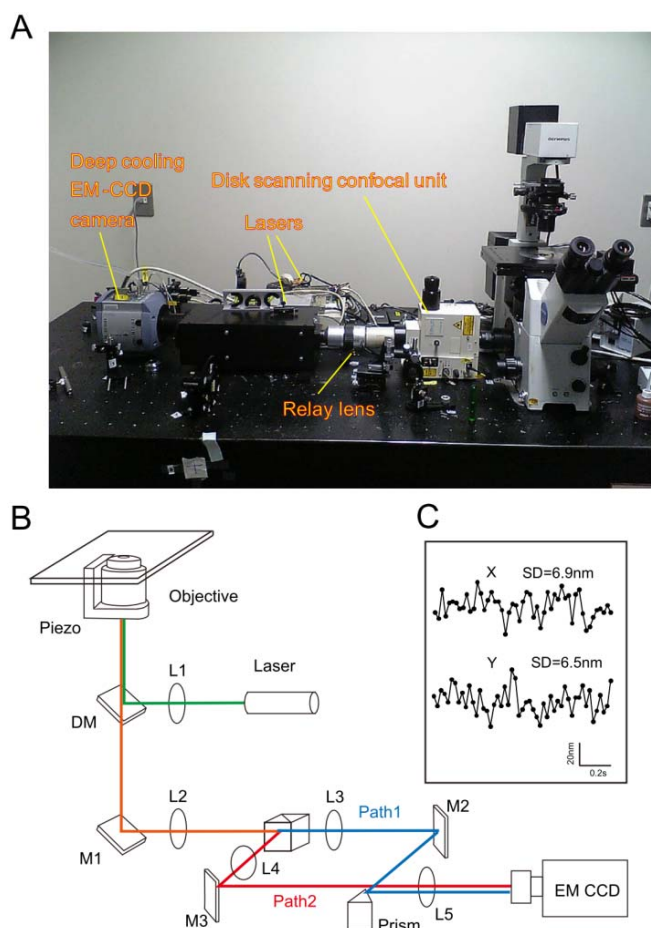 A
Deep cooling
EM-CCD
camera
Disk scanning confocal unit
Lasers
OLYMPUS
Relay lens
B
Objective
Piezo
L1
Laser
DM
L2
L3
M2
Path1
M1
L4
M3
Path2
Prism
L5
EM CCD
C
X SD=6.9nm
Y SD=6.5nm
20nm
0.2s